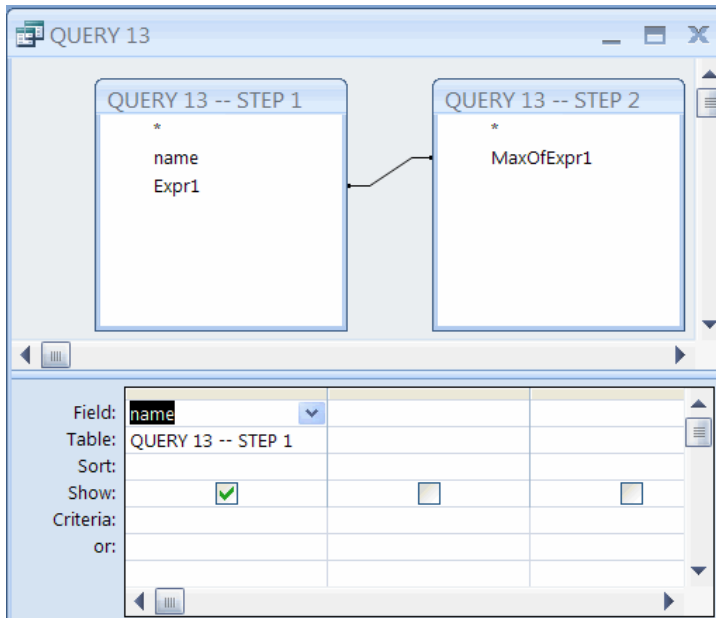 QUERY 13
QUERY 13 -- STEP 1
*
name
Expr1
QUERY 13 -- STEP 2
*
MaxOfExpr1
Field: name
Table: QUERY 13 -- STEP 1
Sort:
Show:
Criteria:
or: